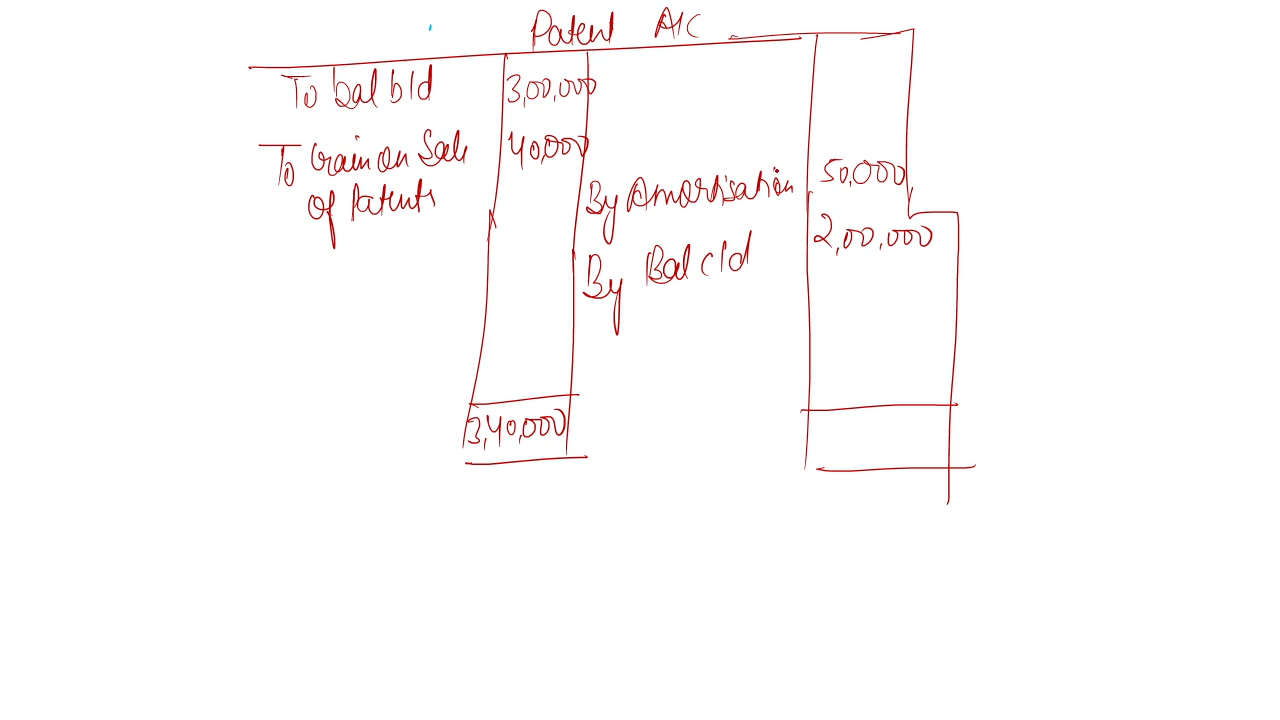 Patent A/C
To bal b/d 3,00,000
To Gain on Sale 40,000
of Patents
By Amortisation 50,000
By Bal c/d 2,00,000
3,40,000